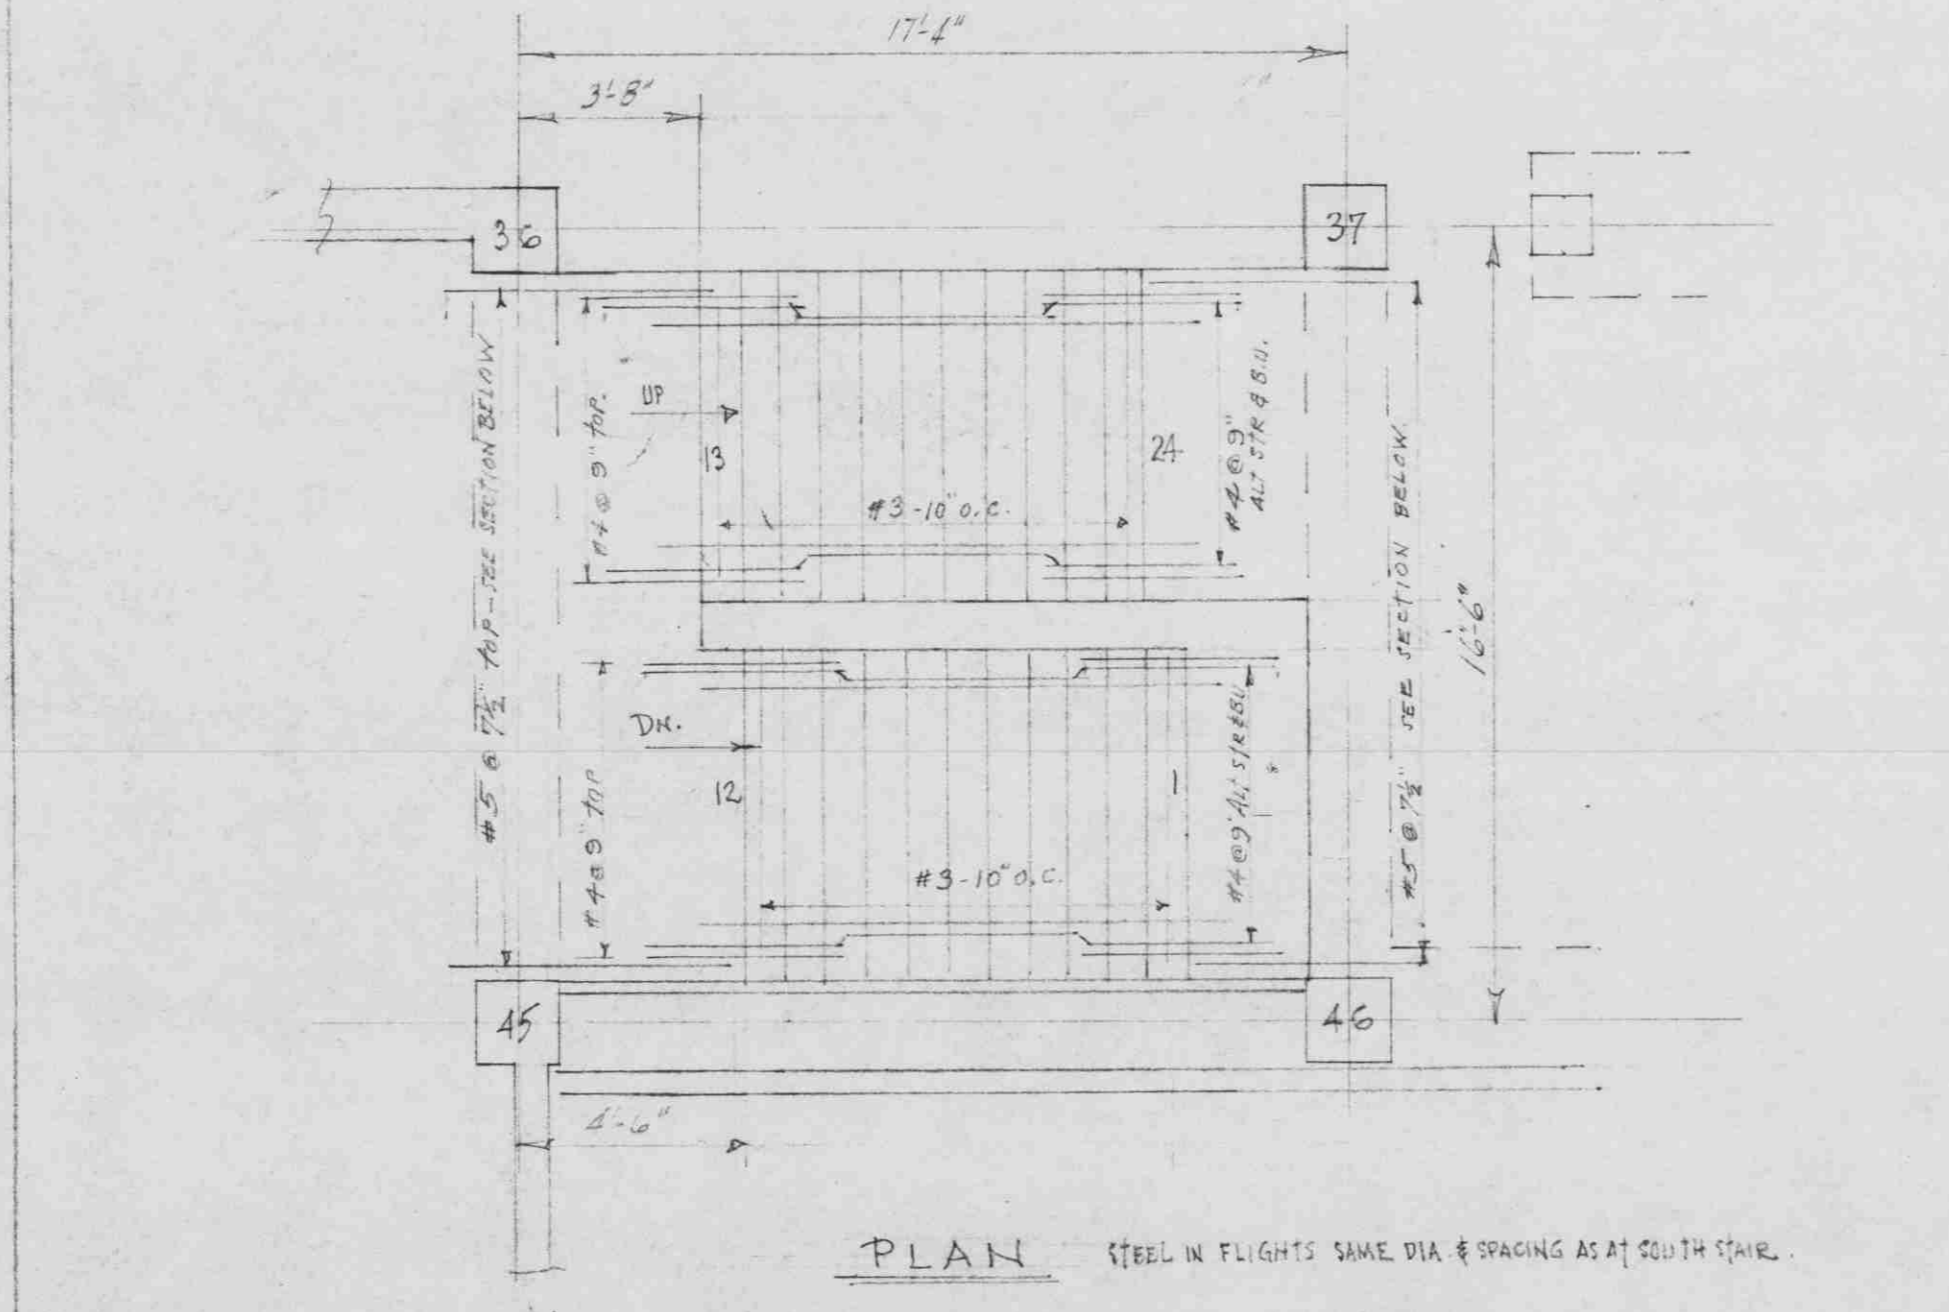 17'-4"
3'-8"
36
37
#5 @ 7½" TOP - SEE SECTION BELOW
#4 @ 9" TOP.
UP
13
24
#4 @ 9"
ALT STR & B.U.
#3 - 10" O.C.
#5 @ 7½" SEE SECTION BELOW.
16'-6"
DN.
12
1
#4 @ 9" TOP
#4 @ 9" ALT STR & BU
#3 - 10" O.C.
45
46
4'-6"
PLAN STEEL IN FLIGHTS SAME DIA & SPACING AS AT SOUTH STAIR.